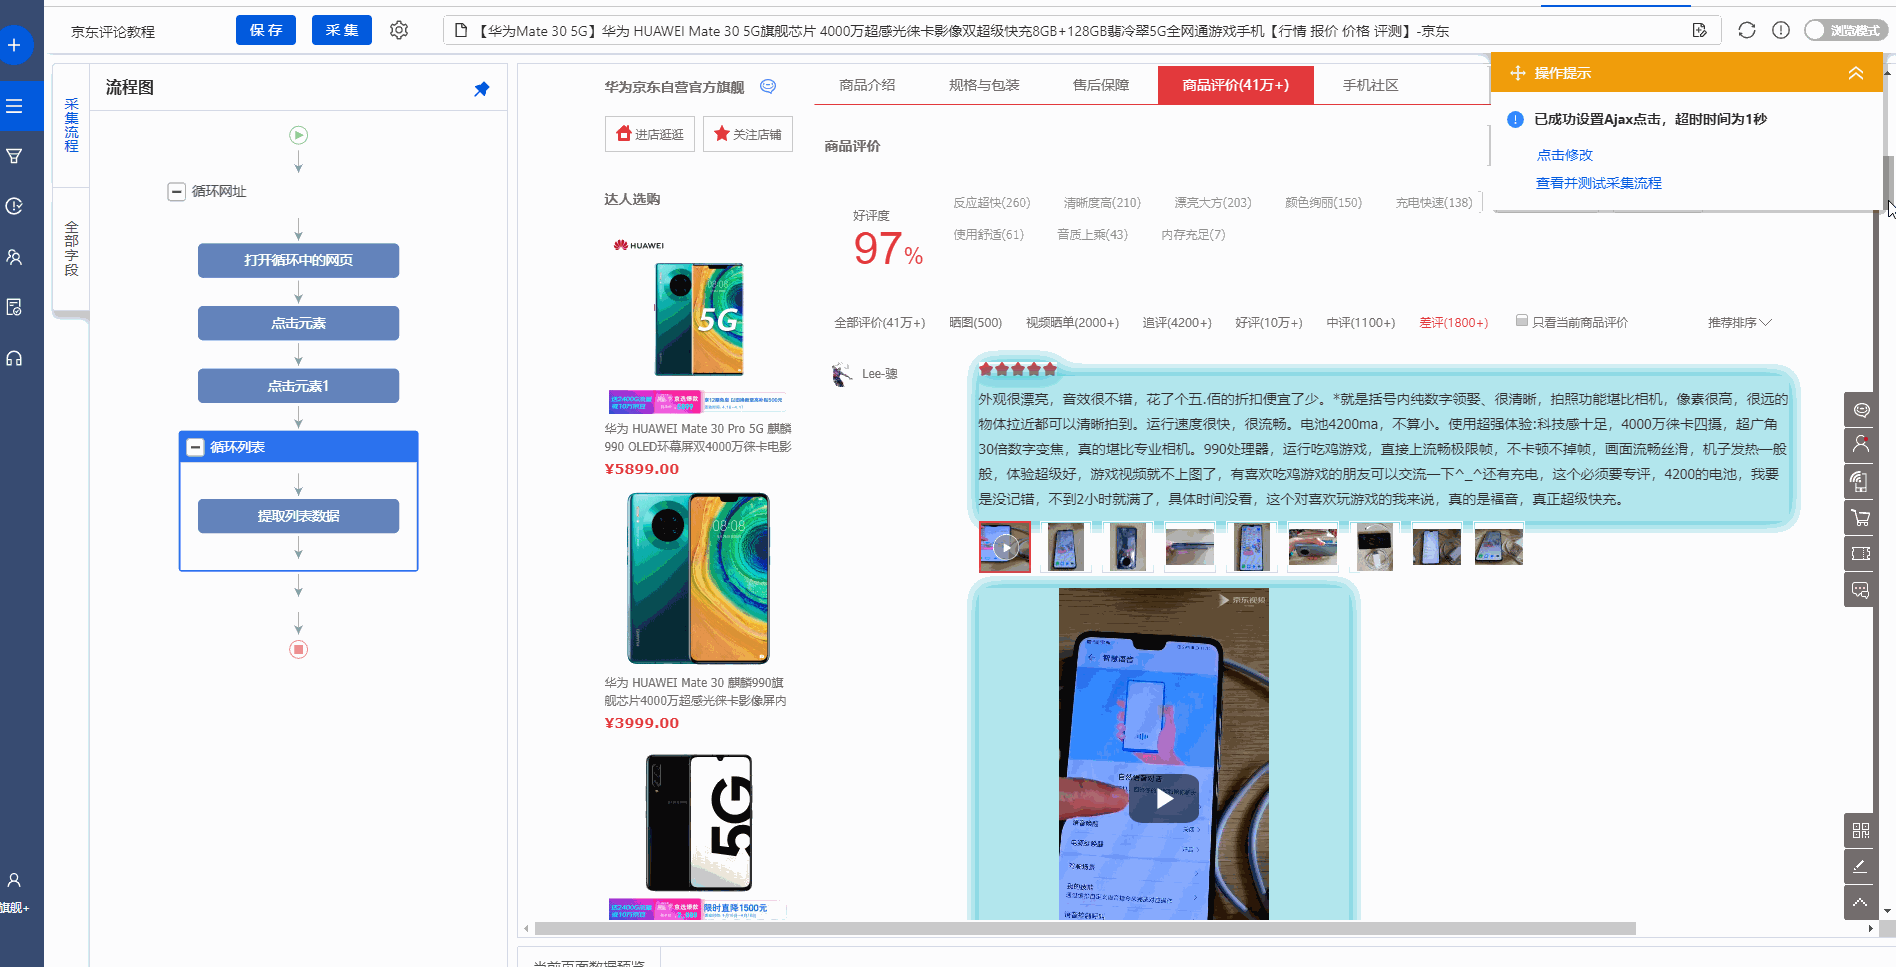 京东评论教程
保 存
采 集
【华为Mate 30 5G】华为 HUAWEI Mate 30 5G旗舰芯片 4000万超感光徕卡影像双超级快充8GB+128GB翡冷翠5G全网通游戏手机【行情 报价 价格 评测】-京东
浏览模式
采集流程
全部字段
流程图
循环网址
打开循环中的网页
点击元素
点击元素1
循环列表
提取列表数据
旗舰+
华为京东自营官方旗舰
进店逛逛
关注店铺
达人选购
HUAWEI
5G
华为 HUAWEI Mate 30 Pro 5G 麒麟
990 OLED环幕屏双4000万徕卡电影
¥5899.00
08:08
华为 HUAWEI Mate 30 麒麟990旗
舰芯片4000万超感光徕卡影像屏内
¥3999.00
5G
限时直降1500元
商品介绍
规格与包装
售后保障
商品评价(41万+)
手机社区
商品评价
好评度
97%
反应超快(260)
清晰度高(210)
漂亮大方(203)
颜色绚丽(150)
充电快速(138)
使用舒适(61)
音质上乘(43)
内存充足(7)
全部评价(41万+)
晒图(500)
视频晒单(2000+)
追评(4200+)
好评(10万+)
中评(1100+)
差评(1800+)
只看当前商品评价
推荐排序
Lee-骢
外观很漂亮，音效很不错，花了个五.佰的折扣便宜了少。*就是括号内纯数字领娶、很清晰，拍照功能堪比相机，像素很高，很远的
物体拉近都可以清晰拍到。运行速度很快，很流畅。电池4200ma，不算小。使用超强体验:科技感十足，4000万徕卡四摄，超广角
30倍数字变焦，真的堪比专业相机。990处理器，运行吃鸡游戏，直接上流畅极限帧，不卡顿不掉帧，画面流畅丝滑，机子发热一般
般，体验超级好，游戏视频就不上图了，有喜欢吃鸡游戏的朋友可以交流一下^_^还有充电，这个必须要专评，4200的电池，我要
是没记错，不到2小时就满了，具体时间没看，这个对喜欢玩游戏的我来说，真的是福音，真正超级快充。
京东视频
智慧语音
操作提示
已成功设置Ajax点击，超时时间为1秒
点击修改
查看并测试采集流程
当前页面数据预览